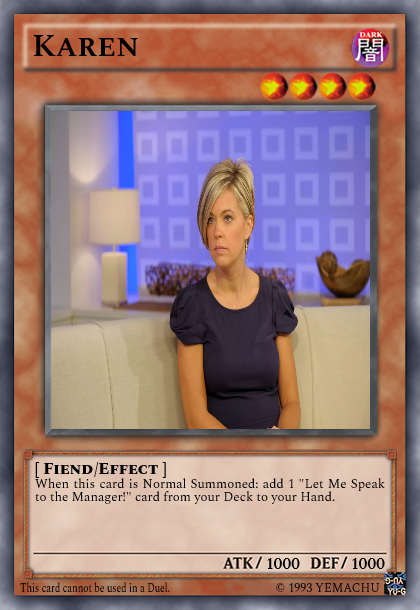 Karen
DARK
闇
[ Fiend/Effect ]
When this card is Normal Summoned: add 1 "Let Me Speak
to the Manager!" card from your Deck to your Hand.
ATK / 1000 DEF / 1000
This card cannot be used in a Duel.
© 1993 YEMACHU
YU-G